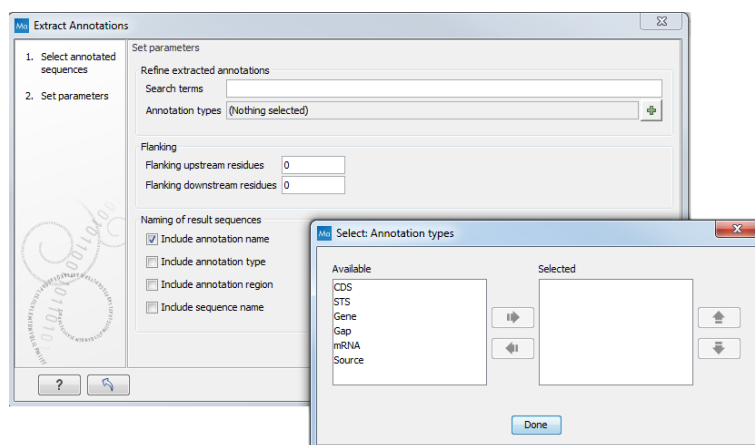 Ma Extract Annotations
1. Select annotated
sequences
2. Set parameters
Set parameters
Refine extracted annotations
Search terms
Annotation types (Nothing selected)
Flanking
Flanking upstream residues 0
Flanking downstream residues 0
Naming of result sequences
Include annotation name
Include annotation type
Include annotation region
Include sequence name
?
Ma Select: Annotation types
Available Selected
CDS
STS
Gene
Gap
mRNA
Source
Done